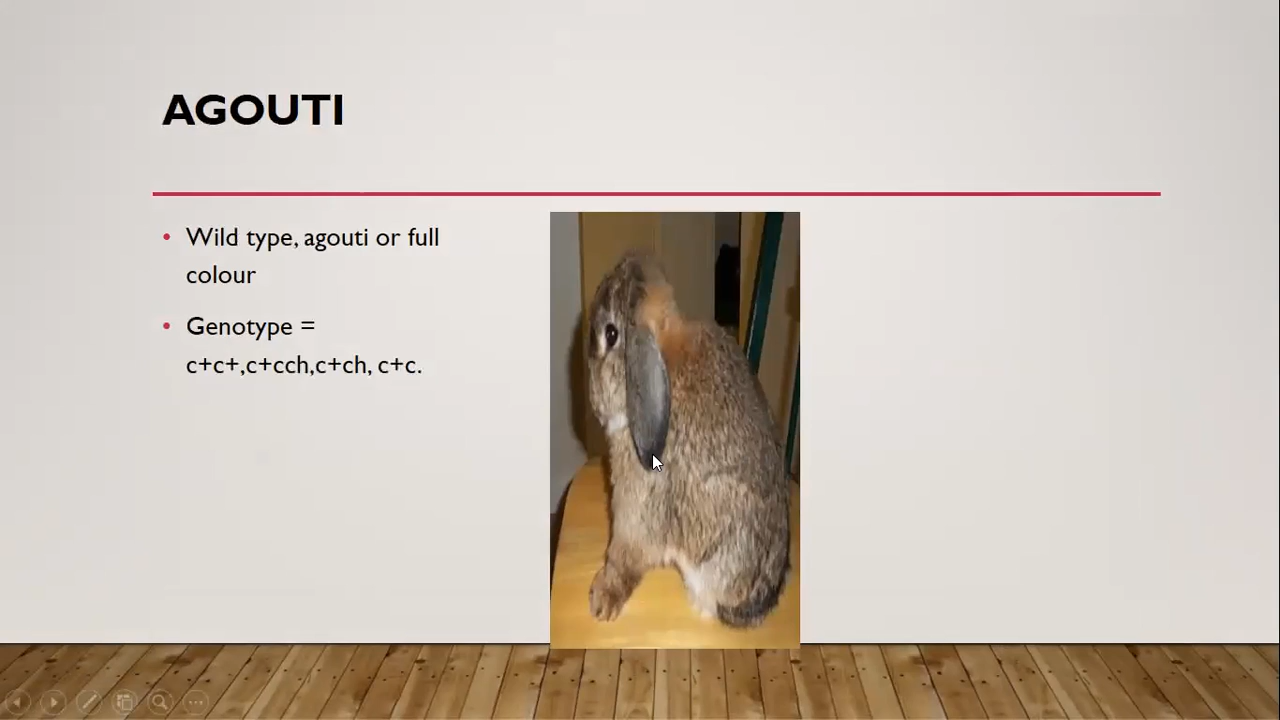 AGOUTI
Wild type, agouti or full
colour
Genotype =
c+c+,c+cch,c+ch, c+c.